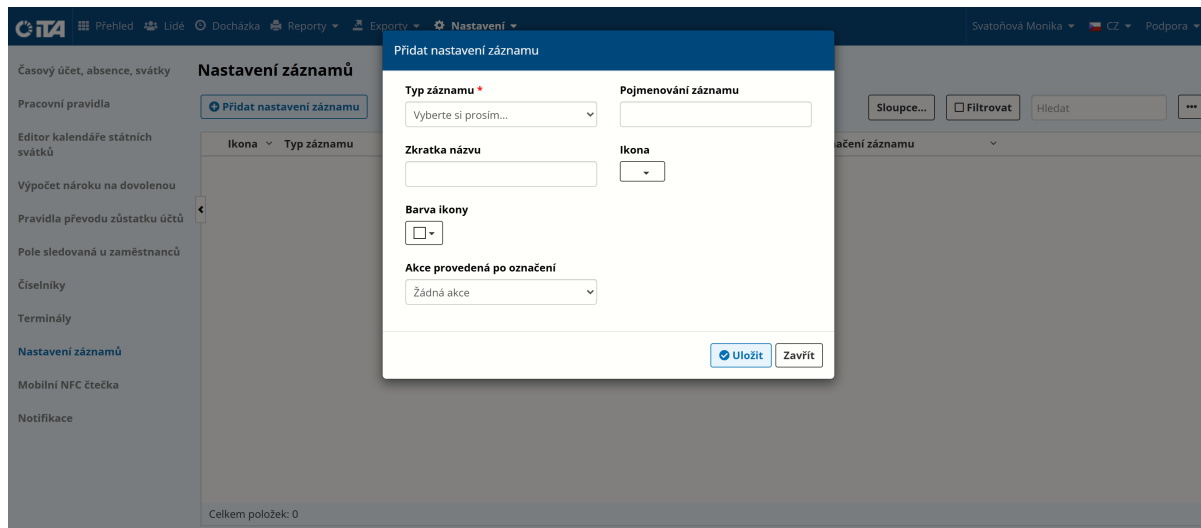 iTA Přehled Lidé Docházka Reporty Exporty Nastavení Svatoňová Monika CZ Podpora
Přidat nastavení záznamu
Časový účet, absence, svátky
Nastavení záznamů
Typ záznamu *
Pojmenování záznamu
Pracovní pravidla
Přidat nastavení záznamu
Vyberte si prosím...
Sloupce...
Filtrovat
Hledat
Editor kalendáře státních
svátků
Ikona Typ záznamu
Zkratka názvu
Ikona
záznamu
Výpočet nároku na dovolenou
Pravidla převodu zůstatku účtů
Barva ikony
Pole sledovaná u zaměstnanců
Akce provedená po označení
Číselníky
Žádná akce
Terminály
Nastavení záznamů
Uložit
Zavřít
Mobilní NFC čtečka
Notifikace
Celkem položek: 0